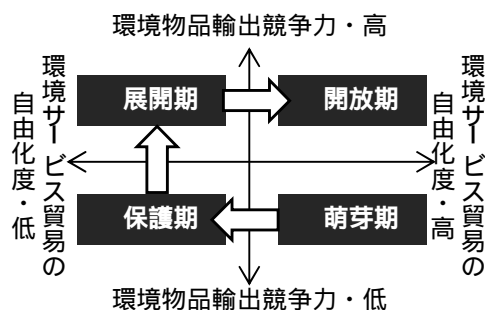 環境物品輸出競争力・高
環境サービス貿易の
自由化度・低
展開期
開放期
環境サービス貿易の
自由化度・高
保護期
萌芽期
環境物品輸出競争力・低